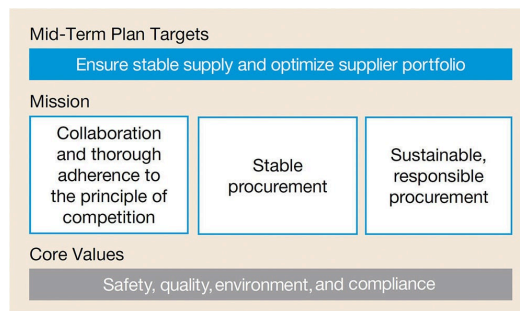 Mid-Term Plan Targets
Ensure stable supply and optimize supplier portfolio
Mission
Collaboration
and thorough
adherence to
the principle of
competition
Stable
procurement
Sustainable,
responsible
procurement
Core Values
Safety, quality, environment, and compliance